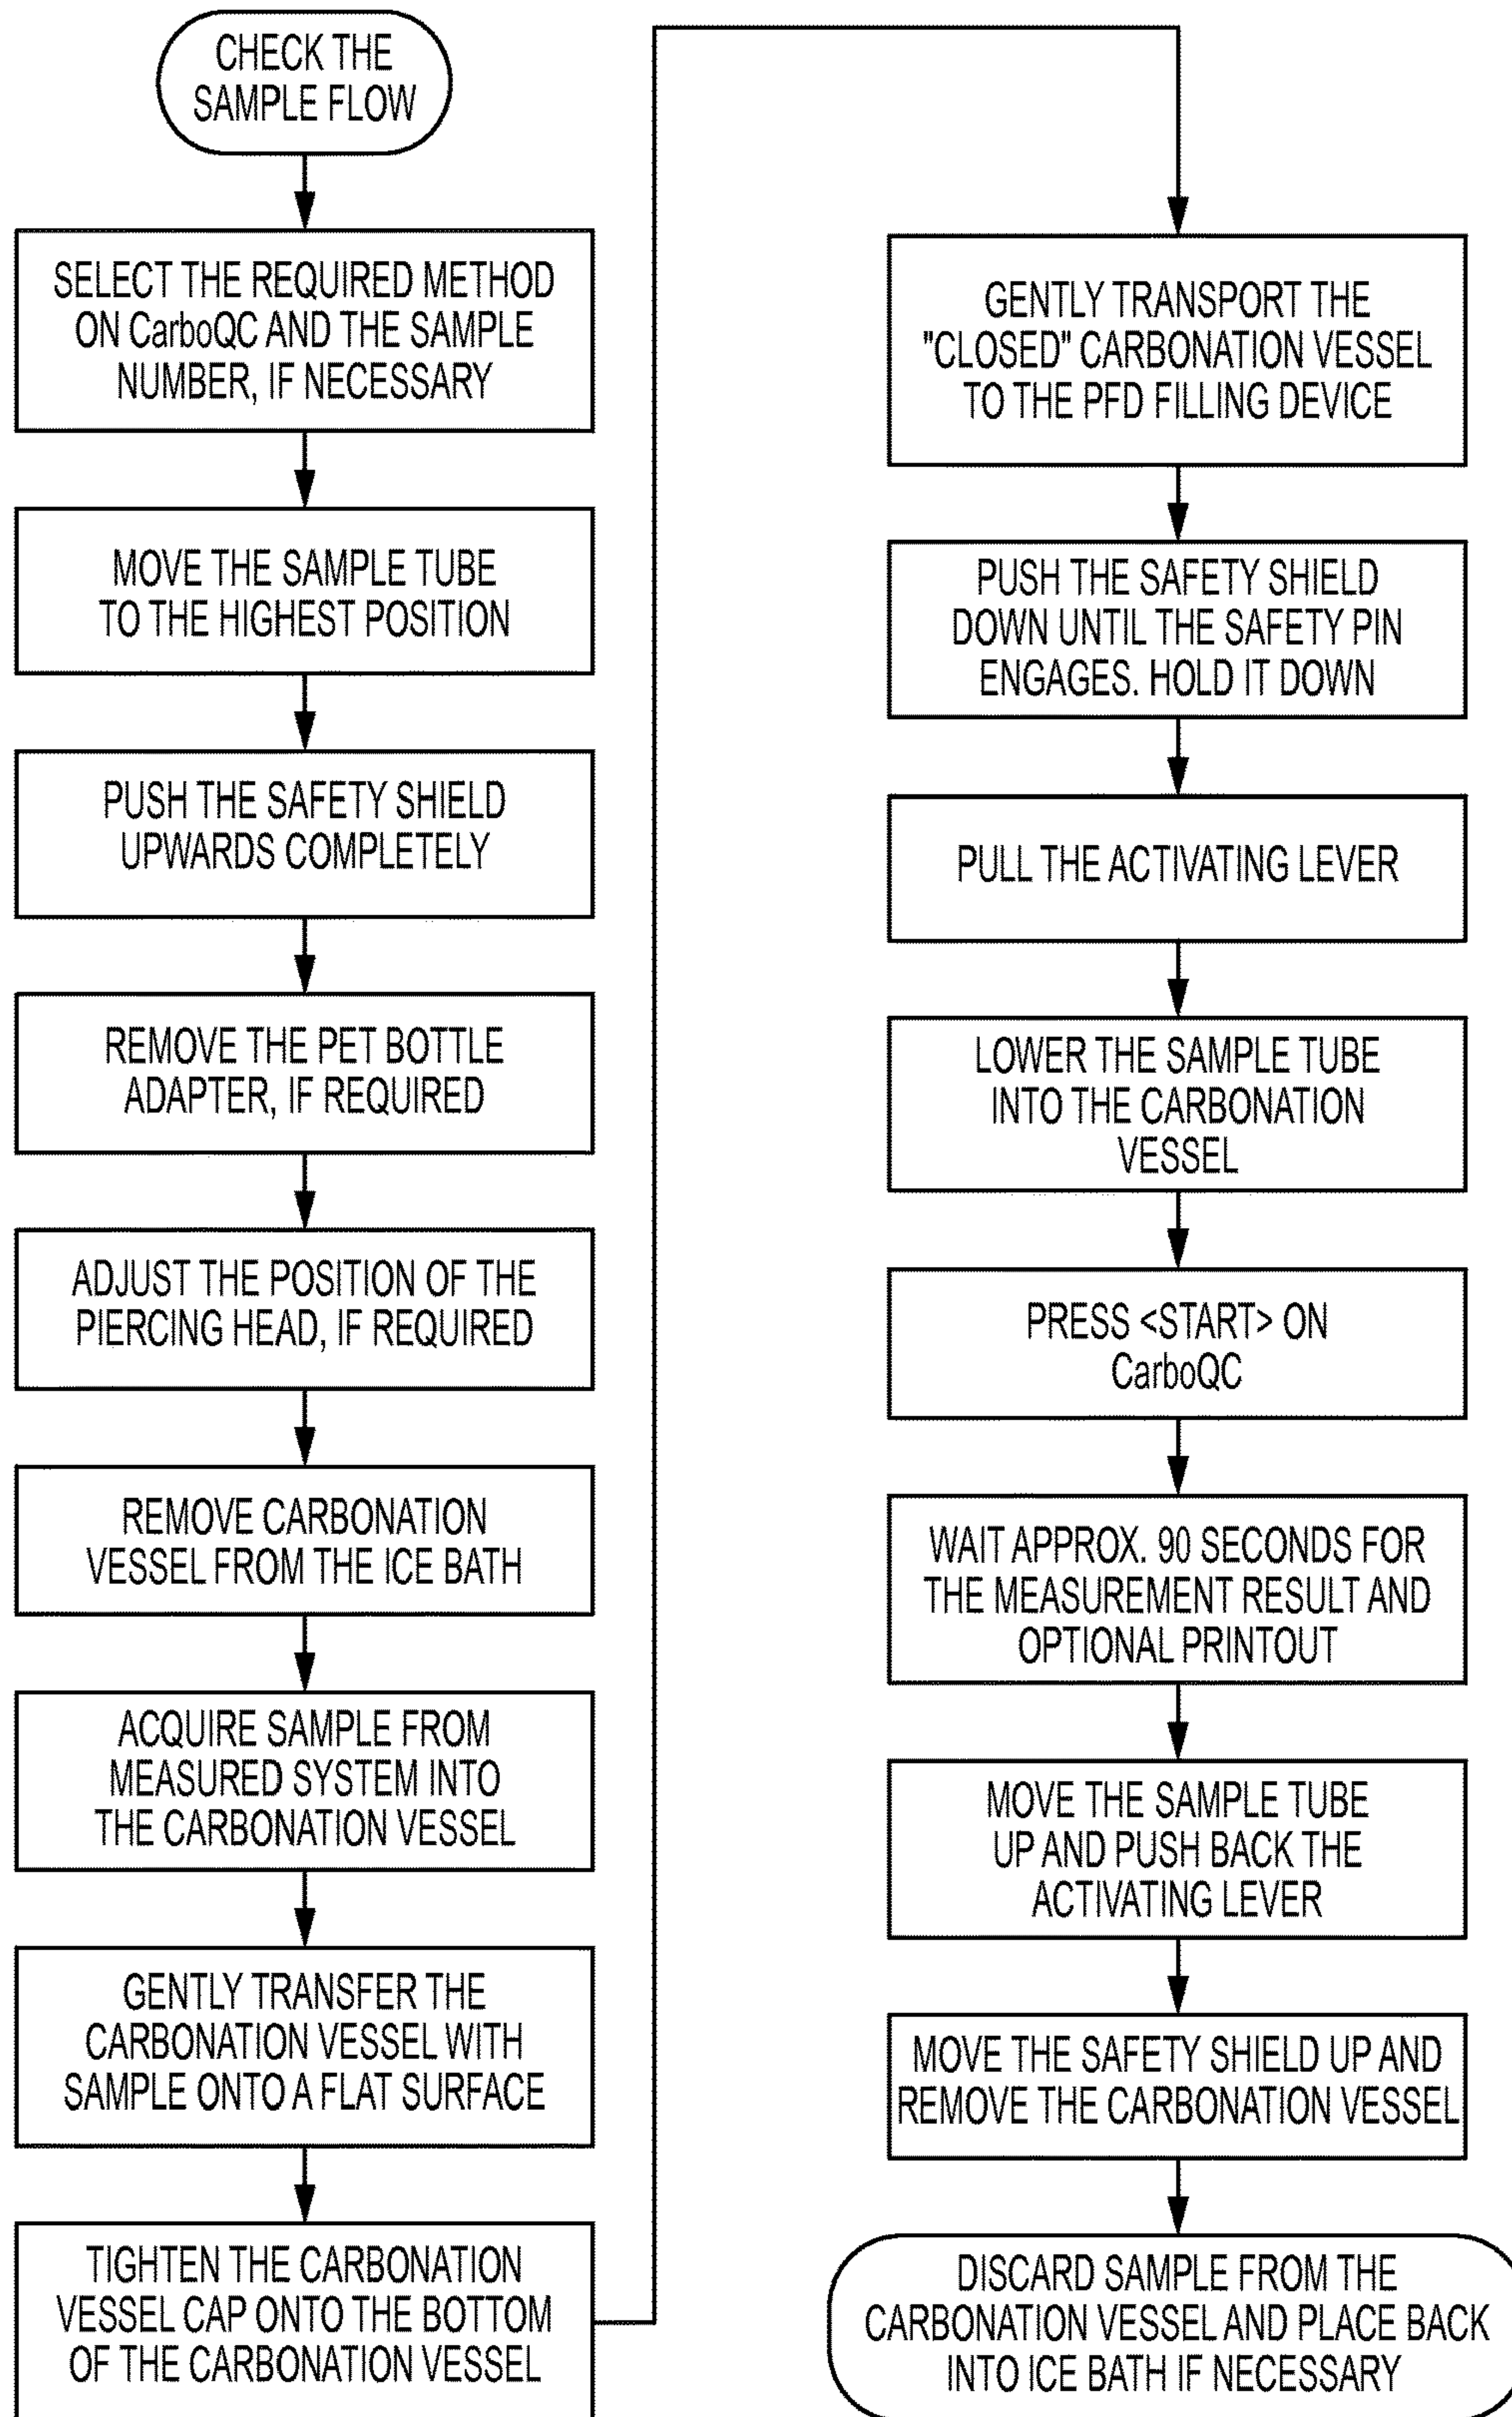 CHECK THE
SAMPLE FLOW
SELECT THE REQUIRED METHOD
ON CarboQC AND THE SAMPLE
NUMBER, IF NECESSARY
MOVE THE SAMPLE TUBE
TO THE HIGHEST POSITION
PUSH THE SAFETY SHIELD
UPWARDS COMPLETELY
REMOVE THE PET BOTTLE
ADAPTER, IF REQUIRED
ADJUST THE POSITION OF THE
PIERCING HEAD, IF REQUIRED
REMOVE CARBONATION
VESSEL FROM THE ICE BATH
ACQUIRE SAMPLE FROM
MEASURED SYSTEM INTO
THE CARBONATION VESSEL
GENTLY TRANSFER THE
CARBONATION VESSEL WITH
SAMPLE ONTO A FLAT SURFACE
TIGHTEN THE CARBONATION
VESSEL CAP ONTO THE BOTTOM
OF THE CARBONATION VESSEL
GENTLY TRANSPORT THE
"CLOSED" CARBONATION VESSEL
TO THE PFD FILLING DEVICE
PUSH THE SAFETY SHIELD
DOWN UNTIL THE SAFETY PIN
ENGAGES. HOLD IT DOWN
PULL THE ACTIVATING LEVER
LOWER THE SAMPLE TUBE
INTO THE CARBONATION
VESSEL
PRESS <START> ON
CarboQC
WAIT APPROX. 90 SECONDS FOR
THE MEASUREMENT RESULT AND
OPTIONAL PRINTOUT
MOVE THE SAMPLE TUBE
UP AND PUSH BACK THE
ACTIVATING LEVER
MOVE THE SAFETY SHIELD UP AND
REMOVE THE CARBONATION VESSEL
DISCARD SAMPLE FROM THE
CARBONATION VESSEL AND PLACE BACK
INTO ICE BATH IF NECESSARY